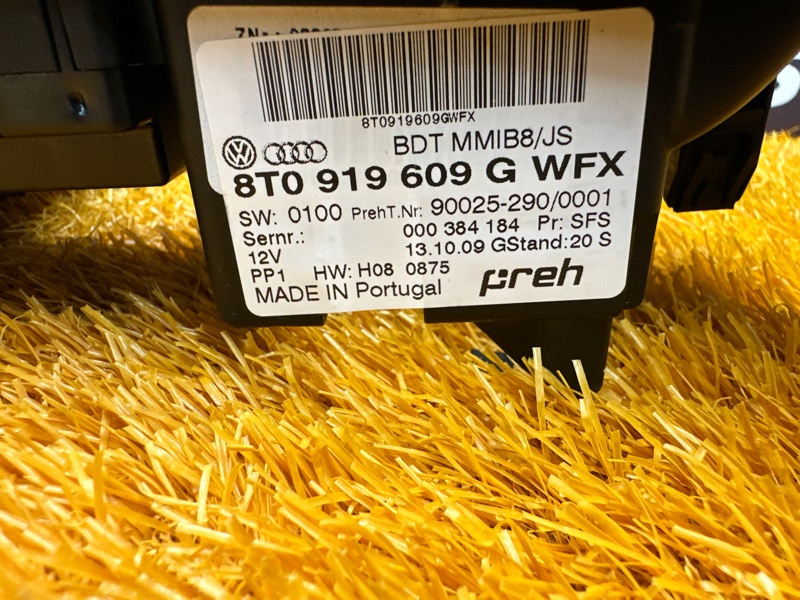 8T0919609GWFX
BDT MMIB8/JS
8T0 919 609 G WFX
SW: 0100 PrehT.Nr: 90025-290/0001
Sernr.: 000 384 184 Pr: SFS
12V 13.10.09 GStand:20 S
PP1 HW: H08 0875
MADE IN Portugal preh